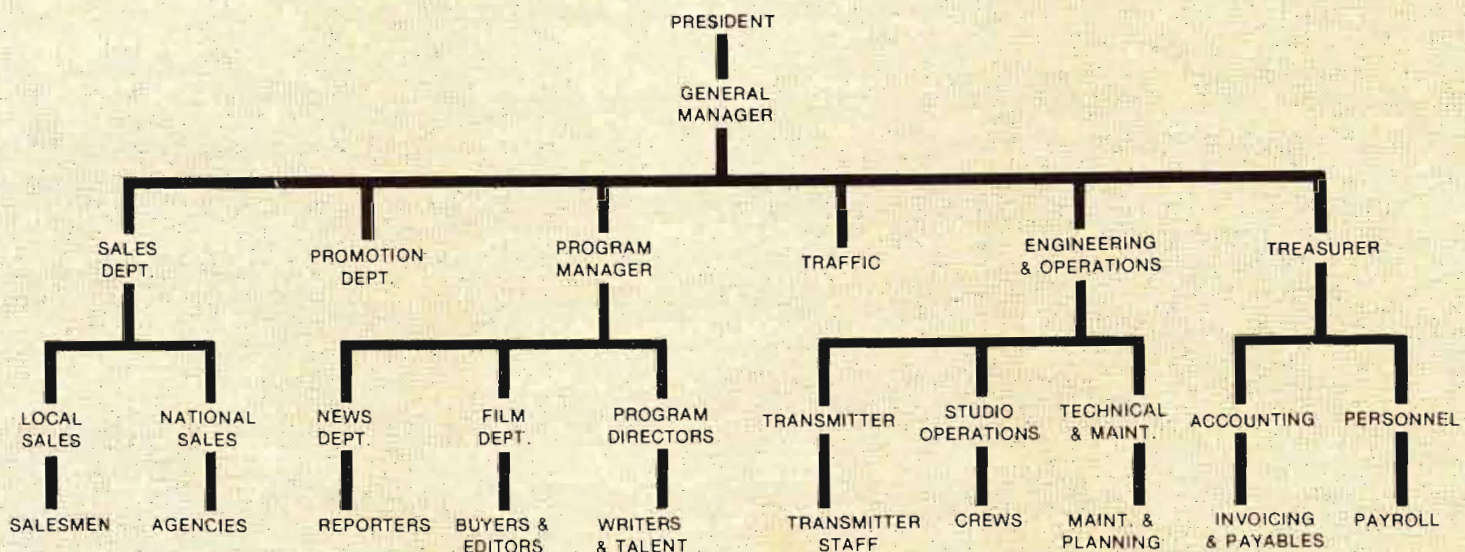 PRESIDENT
GENERAL
MANAGER
SALES
DEPT.
PROMOTION
DEPT.
PROGRAM
MANAGER
TRAFFIC
ENGINEERING
& OPERATIONS
TREASURER
LOCAL
SALES
NATIONAL
SALES
NEWS
DEPT.
FILM
DEPT.
PROGRAM
DIRECTORS
TRANSMITTER
STUDIO
OPERATIONS
TECHNICAL
& MAINT.
ACCOUNTING
PERSONNEL
SALESMEN
AGENCIES
REPORTERS
BUYERS &
EDITORS
WRITERS
& TALENT
TRANSMITTER
STAFF
CREWS
MAINT. &
PLANNING
INVOICING
& PAYABLES
PAYROLL